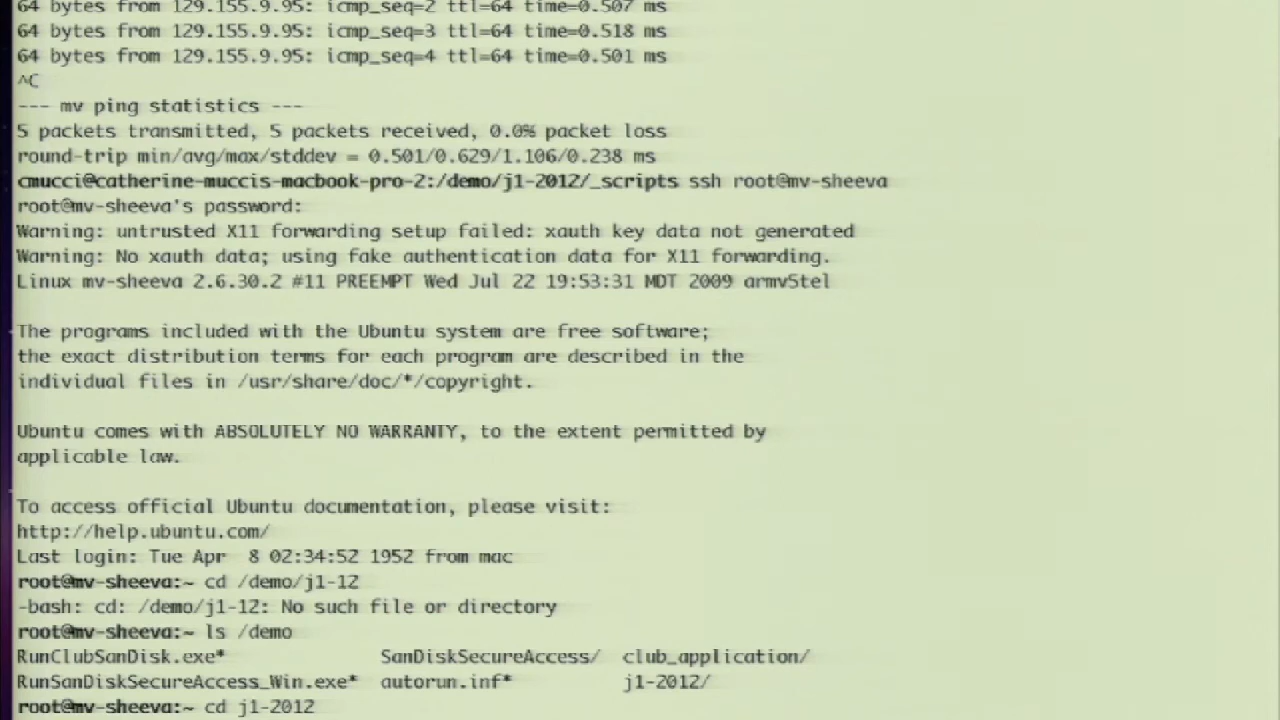 64 bytes from 129.155.9.95: icmp_seq=2 ttl=64 time=0.507 ms
64 bytes from 129.155.9.95: icmp_seq=3 ttl=64 time=0.518 ms
64 bytes from 129.155.9.95: icmp_seq=4 ttl=64 time=0.501 ms
^C
--- mv ping statistics ---
5 packets transmitted, 5 packets received, 0.0% packet loss
round-trip min/avg/max/stddev = 0.501/0.629/1.106/0.238 ms
cmucci@catherine-muccis-macbook-pro-2:/demo/j1-2012/_scripts ssh root@mv-sheeva
root@mv-sheeva's password:
Warning: untrusted X11 forwarding setup failed: xauth key data not generated
Warning: No xauth data; using fake authentication data for X11 forwarding.
Linux mv-sheeva 2.6.30.2 #11 PREEMPT Wed Jul 22 19:53:31 MDT 2009 armv5tel
The programs included with the Ubuntu system are free software;
the exact distribution terms for each program are described in the
individual files in /usr/share/doc/*/copyright.
Ubuntu comes with ABSOLUTELY NO WARRANTY, to the extent permitted by
applicable law.
To access official Ubuntu documentation, please visit:
http://help.ubuntu.com/
Last login: Tue Apr  8 02:34:52 1952 from mac
root@mv-sheeva:~ cd /demo/j1-12
-bash: cd: /demo/j1-12: No such file or directory
root@mv-sheeva:~ ls /demo
RunClubSanDisk.exe* SanDiskSecureAccess/ club_application/
RunSanDiskSecureAccess_Win.exe* autorun.inf* j1-2012/
root@mv-sheeva:~ cd j1-2012